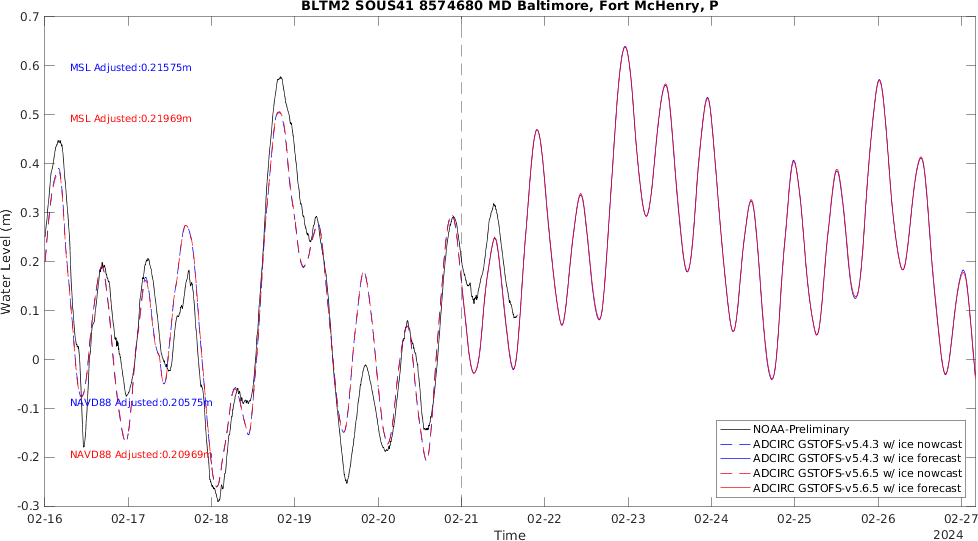 BLTM2 SOUS41 8574680 MD Baltimore, Fort McHenry, P
0.7
0.6
0.5
0.4
0.3
0.2
0.1
0
-0.1
-0.2
-0.3
Water Level (m)
MSL Adjusted:0.21575m
MSL Adjusted:0.21969m
NAVD88 Adjusted:0.20575m
NAVD88 Adjusted:0.20969m
NOAA-Preliminary
ADCIRC GSTOFS-v5.4.3 w/ ice nowcast
ADCIRC GSTOFS-v5.4.3 w/ ice forecast
ADCIRC GSTOFS-v5.6.5 w/ ice nowcast
ADCIRC GSTOFS-v5.6.5 w/ ice forecast
02-16 02-17 02-18 02-19 02-20 02-21 02-22 02-23 02-24 02-25 02-26 02-27
Time
2024